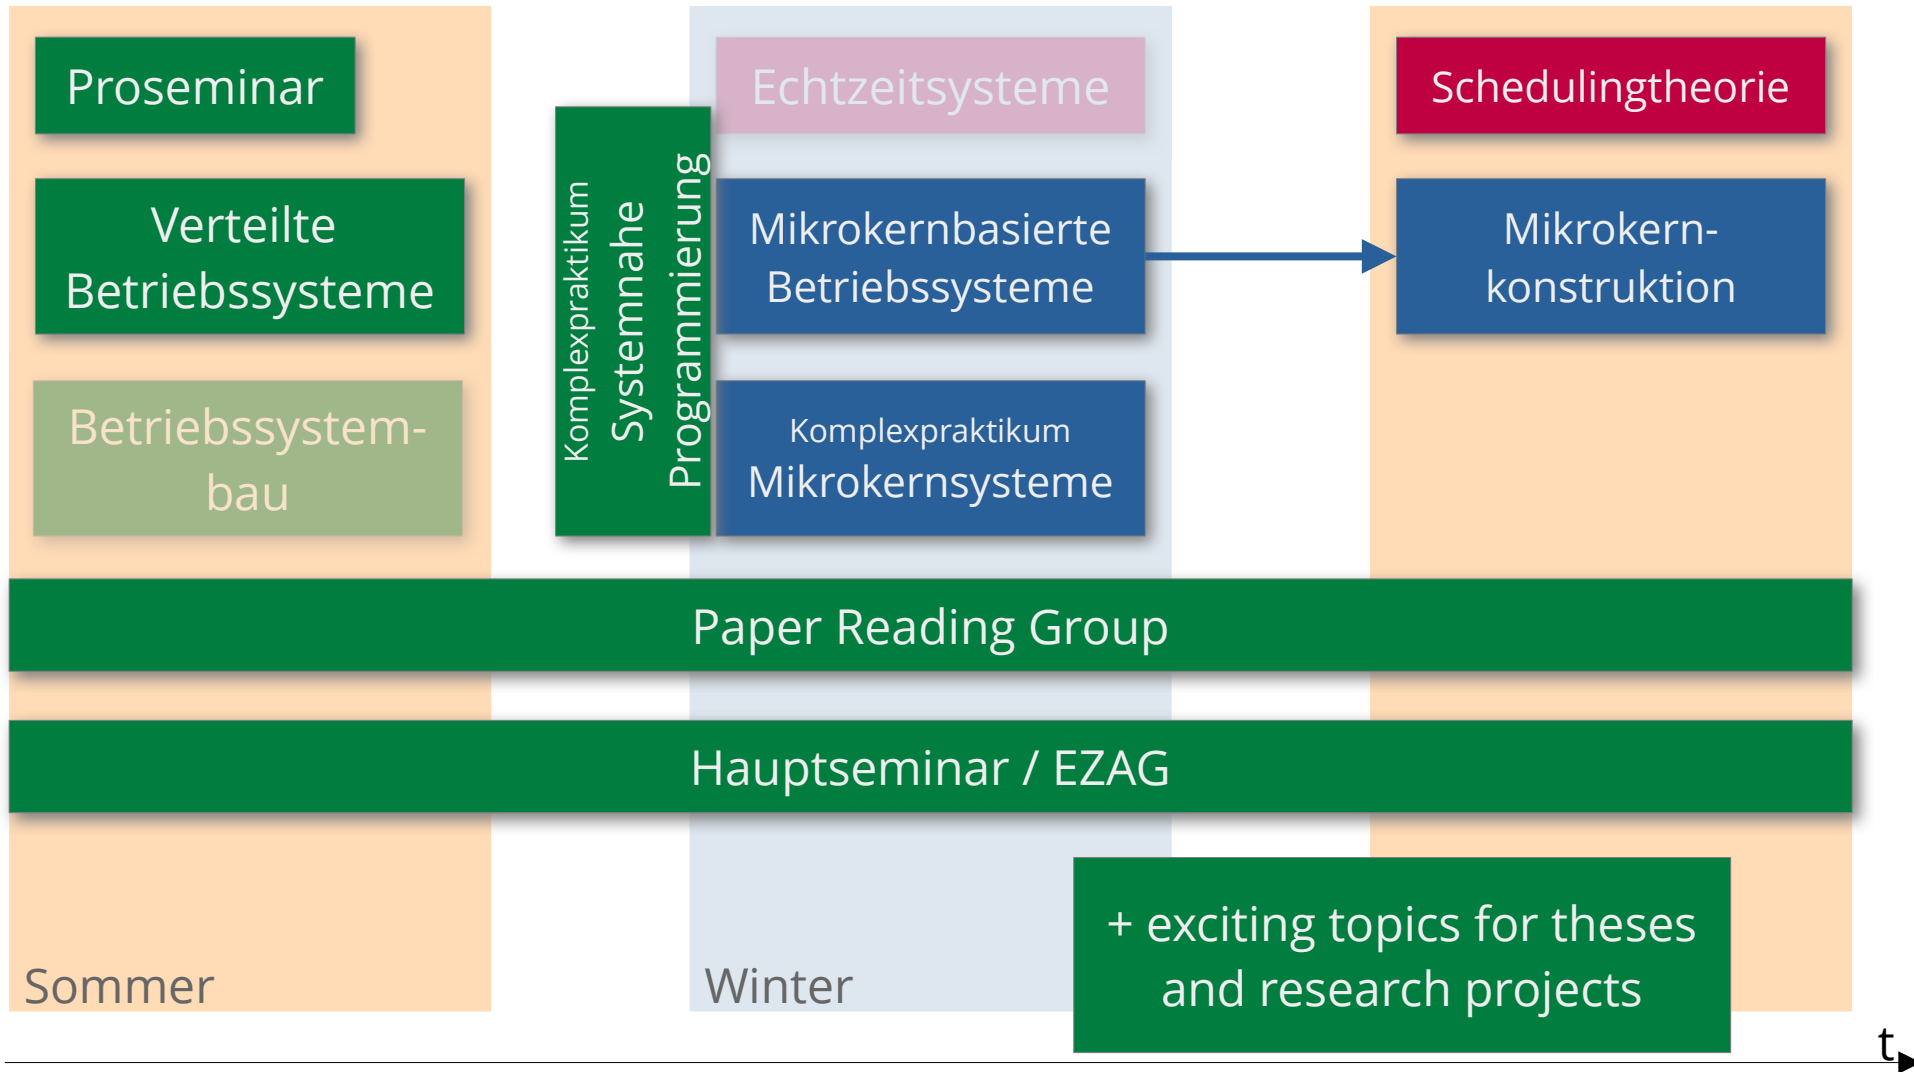 Proseminar
Verteilte
Betriebssysteme
Betriebssystem-
bau
Komplexpraktikum
Systemnahe
Programmierung
Echtzeitsysteme
Mikrokernbasierte
Betriebssysteme
Komplexpraktikum
Mikrokernsysteme
Schedulingtheorie
Mikrokern-
konstruktion
Paper Reading Group
Hauptseminar / EZAG
+ exciting topics for theses
and research projects
Sommer
Winter
t